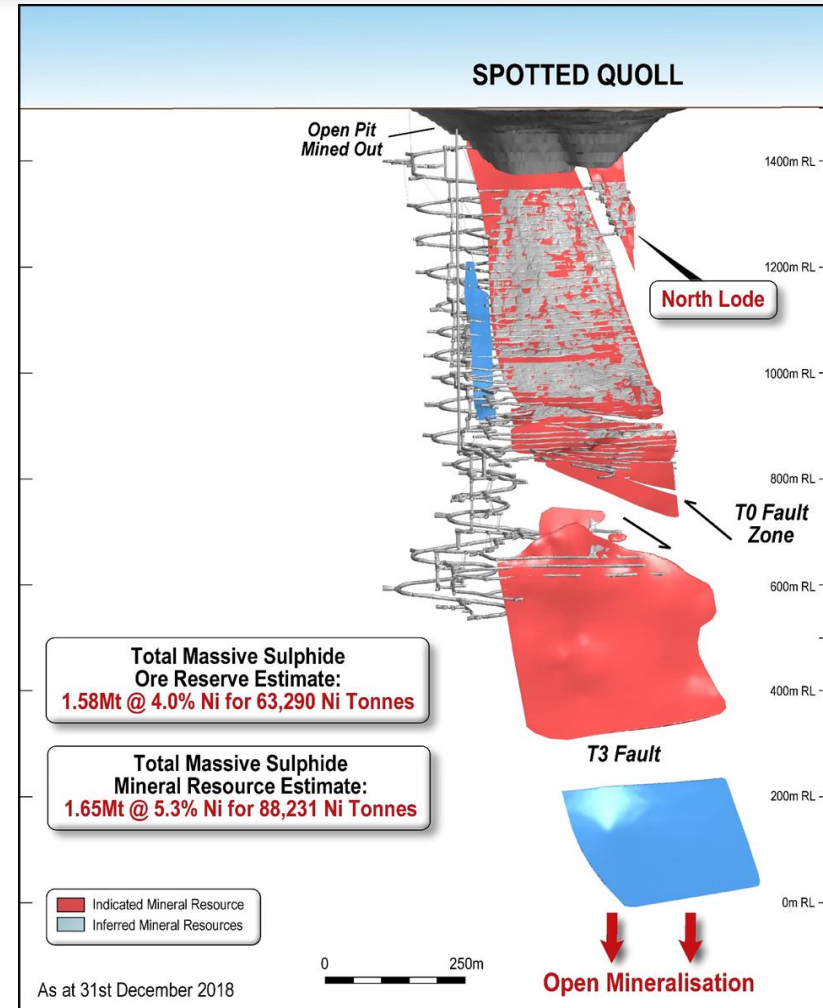 SPOTTED QUOLL
Open Pit
Mined Out
1400m RL
1200m RL
North Lode
1000m RL
800m RL
T0 Fault
Zone
600m RL
Total Massive Sulphide
Ore Reserve Estimate:
1.58Mt @ 4.0% Ni for 63,290 Ni Tonnes
400m RL
T3 Fault
Total Massive Sulphide
Mineral Resource Estimate:
1.65Mt @ 5.3% Ni for 88,231 Ni Tonnes
200m RL
0m RL
Indicated Mineral Resource
Inferred Mineral Resources
0 250m
Open Mineralisation
As at 31st December 2018